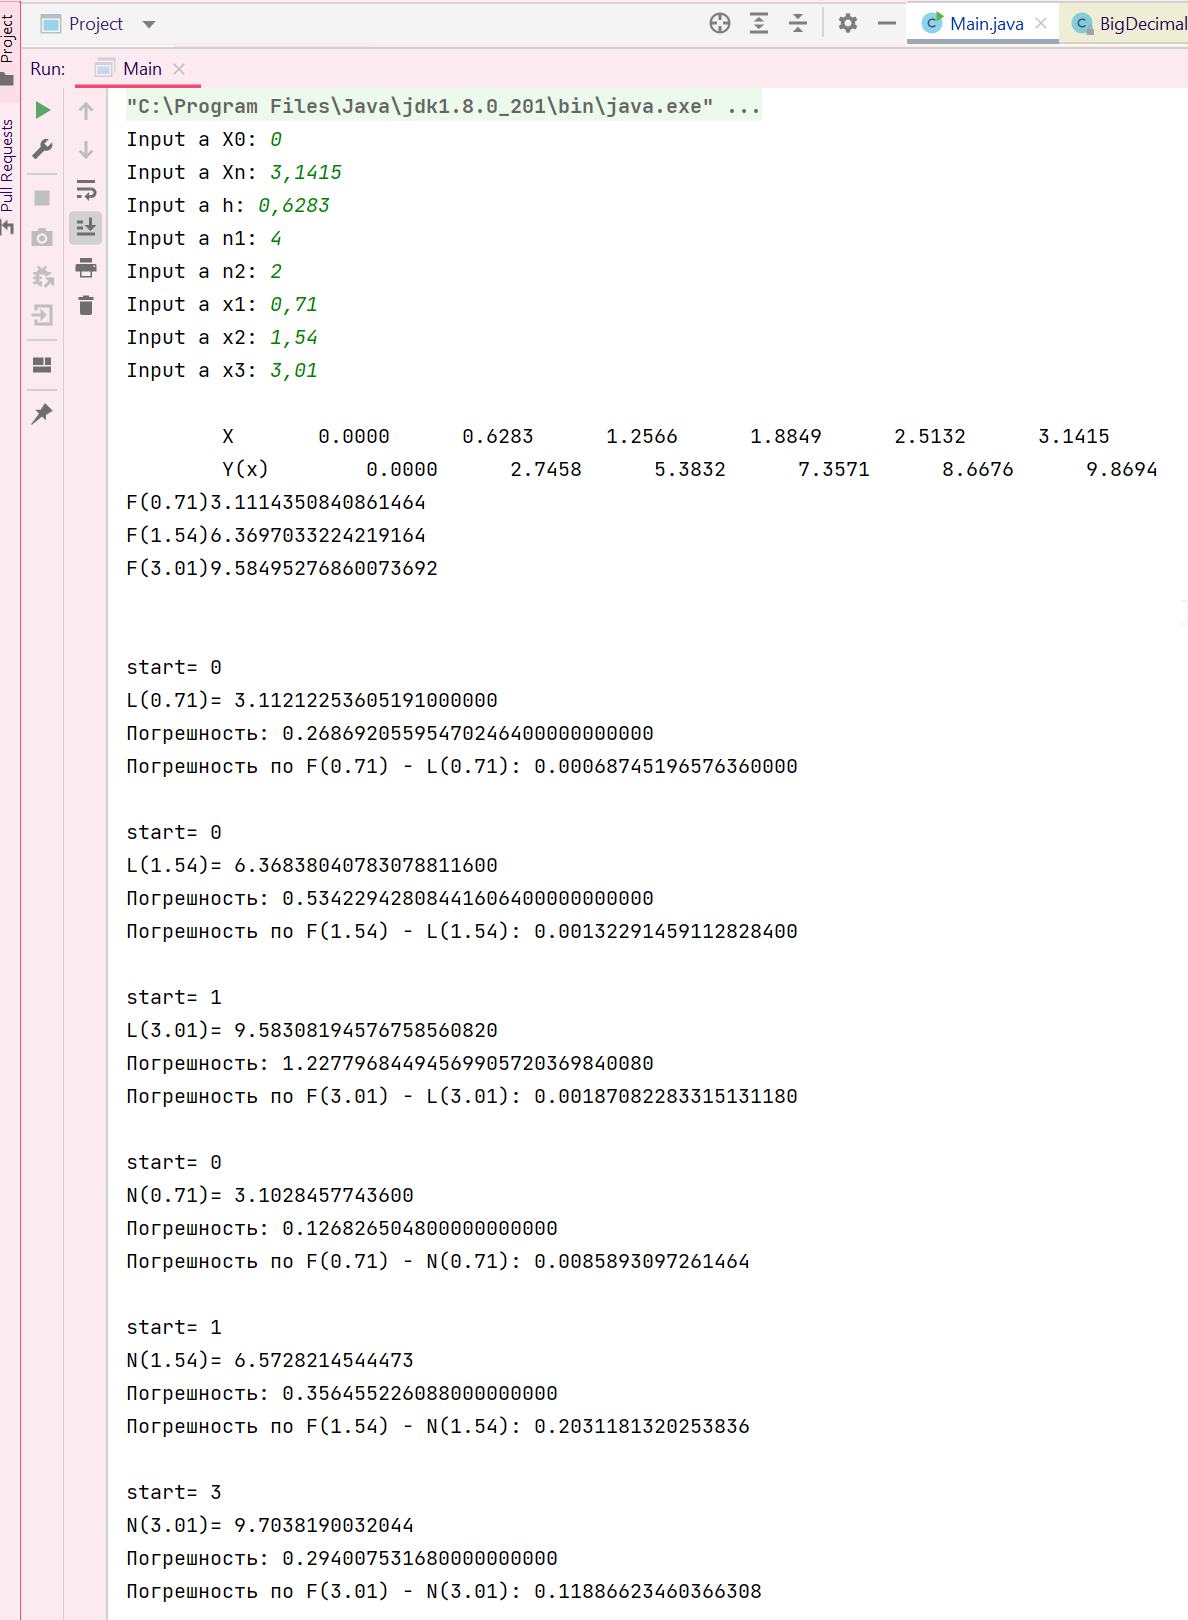 Project
Main.java
BigDecimal
Project
Pull Requests
Run: Main
"C:\Program Files\Java\jdk1.8.0_201\bin\java.exe" ...
Input a X0: 0
Input a Xn: 3,1415
Input a h: 0,6283
Input a n1: 4
Input a n2: 2
Input a x1: 0,71
Input a x2: 1,54
Input a x3: 3,01
X 0.0000 0.6283 1.2566 1.8849 2.5132 3.1415
Y(x) 0.0000 2.7458 5.3832 7.3571 8.6676 9.8694
F(0.71)3.1114350840861464
F(1.54)6.3697033224219164
F(3.01)9.58495276860073692
start= 0
L(0.71)= 3.11212253605191000000
Погрешность: 0.2686920559547024640000000000
Погрешность по F(0.71) - L(0.71): 0.00068745196576360000
start= 0
L(1.54)= 6.36838040783078811600
Погрешность: 0.5342294280844160640000000000
Погрешность по F(1.54) - L(1.54): 0.00132291459112828400
start= 1
L(3.01)= 9.58308194576758560820
Погрешность: 1.22779684494569905720369840080
Погрешность по F(3.01) - L(3.01): 0.00187082283315131180
start= 0
N(0.71)= 3.1028457743600
Погрешность: 0.126826504800000000000
Погрешность по F(0.71) - N(0.71): 0.0085893097261464
start= 1
N(1.54)= 6.5728214544473
Погрешность: 0.356455226088000000000
Погрешность по F(1.54) - N(1.54): 0.2031181320253836
start= 3
N(3.01)= 9.7038190032044
Погрешность: 0.294007531680000000000
Погрешность по F(3.01) - N(3.01): 0.11886623460366308